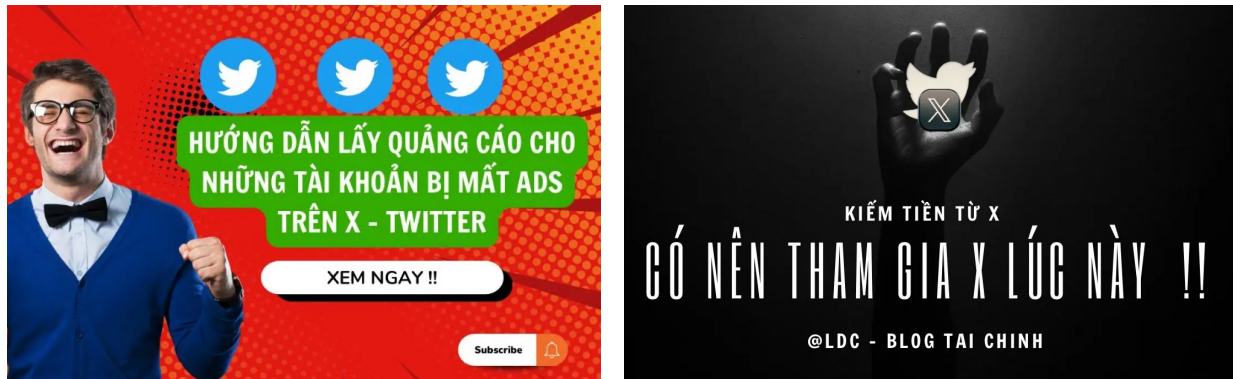 HƯỚNG DẪN LẤY QUẢNG CÁO CHO
NHỮNG TÀI KHOẢN BỊ MẤT ADS
TRÊN X - TWITTER
XEM NGAY !!
Subscribe
X
KIẾM TIỀN TỪ X
CÓ NÊN THAM GIA X LÚC NÀY !!
@LDC - BLOG TAI CHINH